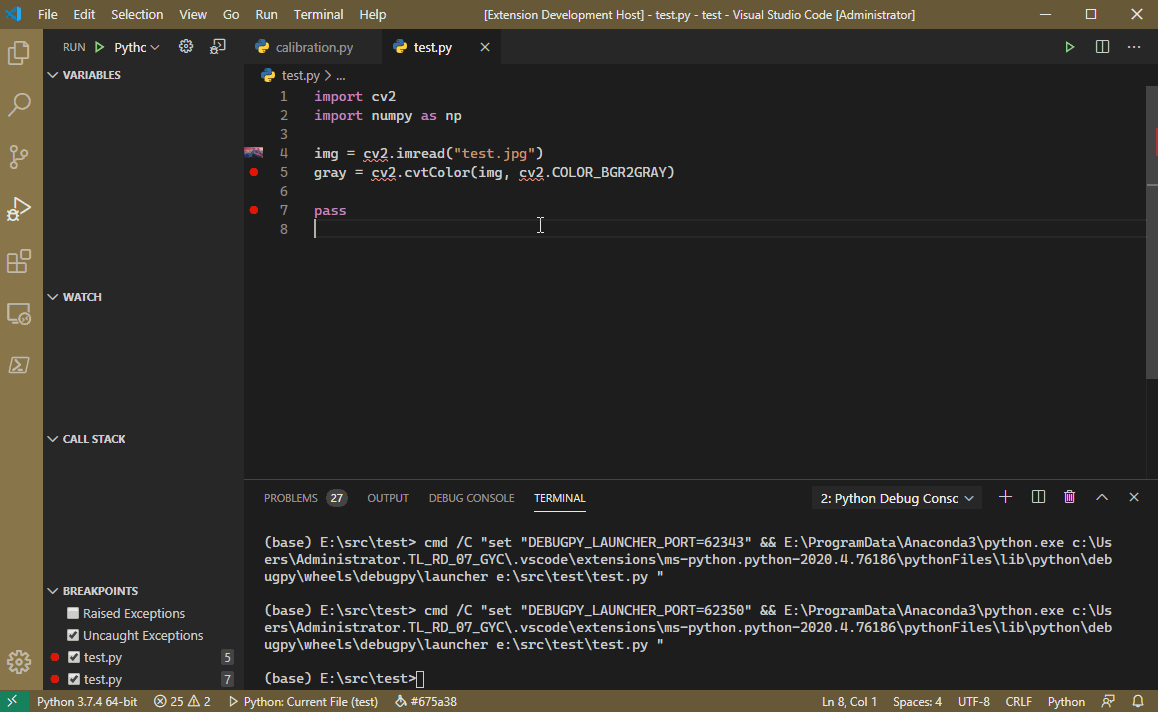 File Edit Selection View Go Run Terminal Help [Extension Development Host] - test.py - test - Visual Studio Code [Administrator]
RUN Pythc
calibration.py test.py
VARIABLES
WATCH
CALL STACK
BREAKPOINTS
Raised Exceptions
Uncaught Exceptions
test.py 5
test.py 7
test.py > ...
1 import cv2
2 import numpy as np
3
4 img = cv2.imread("test.jpg")
5 gray = cv2.cvtColor(img, cv2.COLOR_BGR2GRAY)
6
7 pass
8
PROBLEMS 27 OUTPUT DEBUG CONSOLE TERMINAL 2: Python Debug Consc
(base) E:\src\test> cmd /C "set "DEBUGPY_LAUNCHER_PORT=62343" && E:\ProgramData\Anaconda3\python.exe c:\Us
ers\Administrator.TL_RD_07_GYC\.vscode\extensions\ms-python.python-2020.4.76186\pythonFiles\lib\python\deb
ugpy\wheels\debugpy\launcher e:\src\test\test.py "
(base) E:\src\test> cmd /C "set "DEBUGPY_LAUNCHER_PORT=62350" && E:\ProgramData\Anaconda3\python.exe c:\Us
ers\Administrator.TL_RD_07_GYC\.vscode\extensions\ms-python.python-2020.4.76186\pythonFiles\lib\python\deb
ugpy\wheels\debugpy\launcher e:\src\test\test.py "
(base) E:\src\test>
Python 3.7.4 64-bit 25 2 Python: Current File (test) #675a38 Ln 8, Col 1 Spaces: 4 UTF-8 CRLF Python